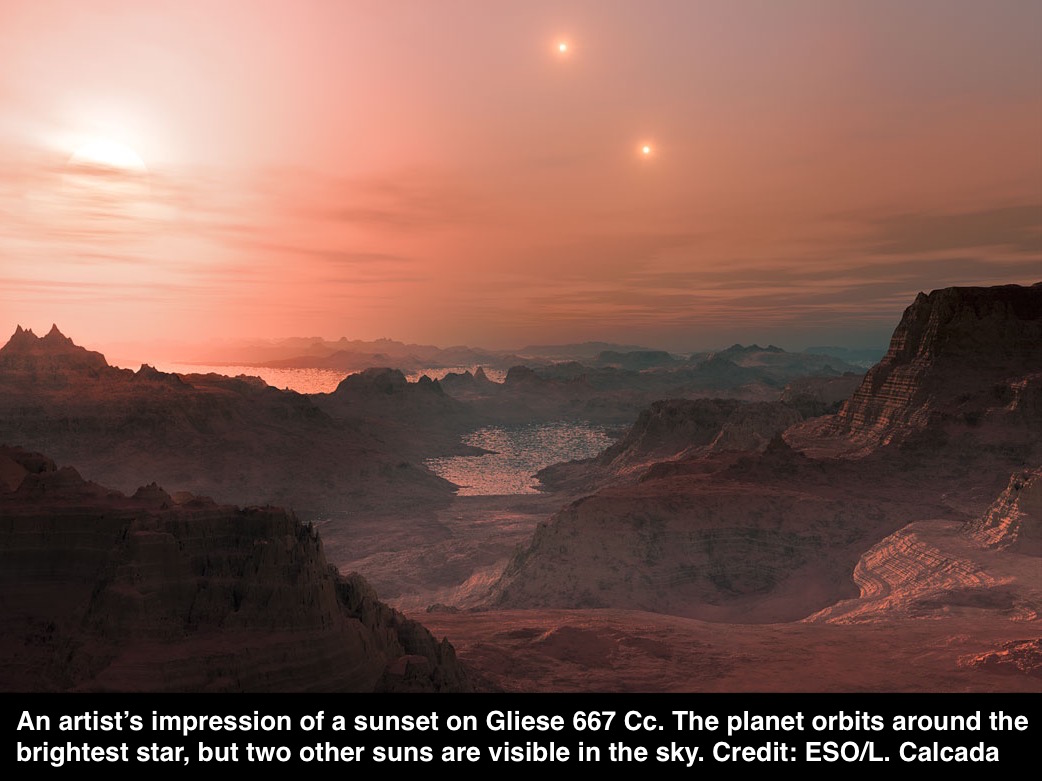 An artist’s impression of a sunset on Gliese 667 Cc. The planet orbits around the
brightest star, but two other suns are visible in the sky. Credit: ESO/L. Calcada